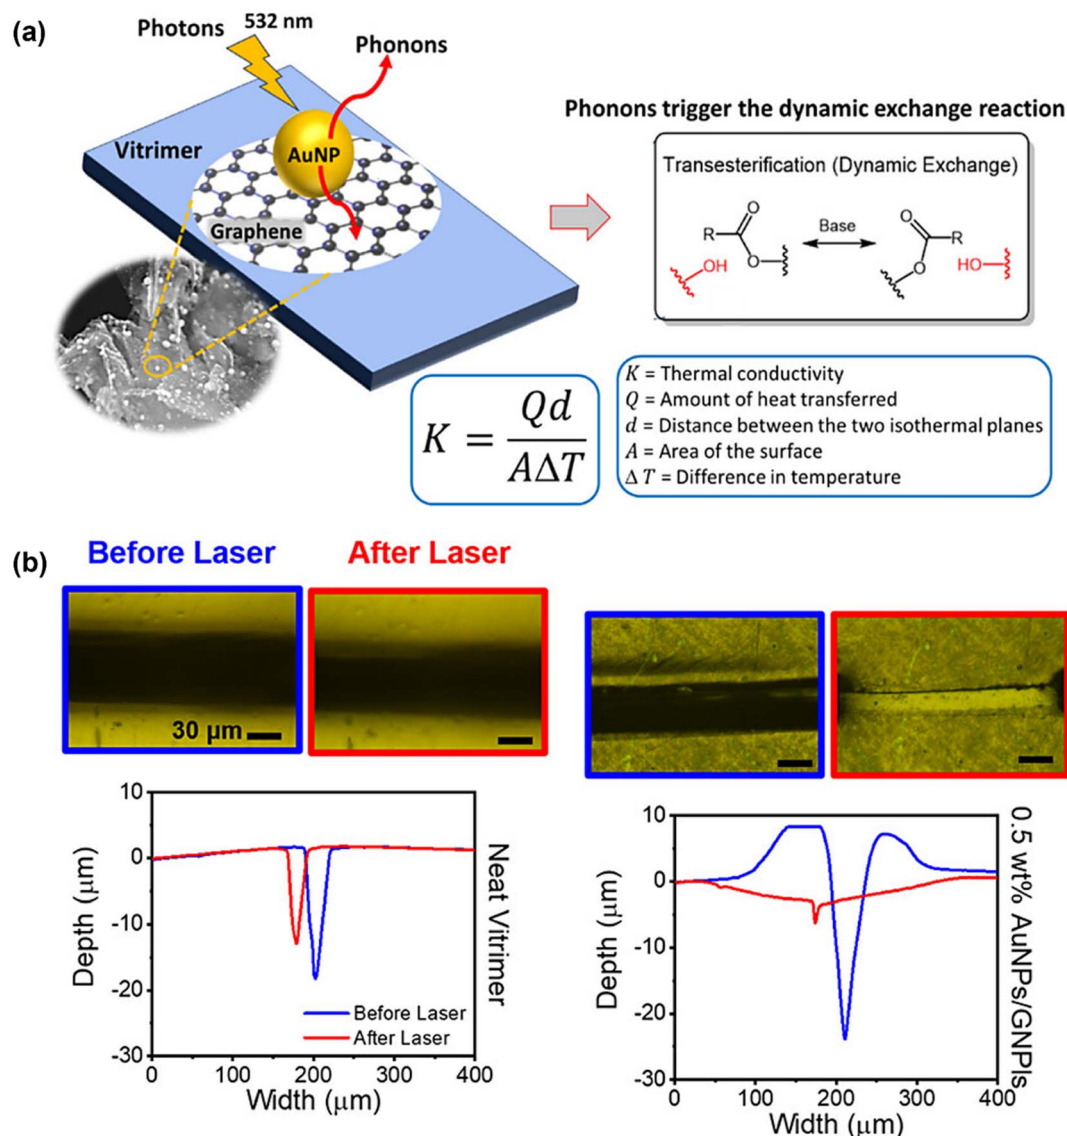 (a)
Photons
532 nm
Phonons
Vitrimer
AuNP
Graphene
Phonons trigger the dynamic exchange reaction
Transesterification (Dynamic Exchange)
R
O
O
OH
Base
O
R
O
HO
K = Qd / AΔT
K = Thermal conductivity
Q = Amount of heat transferred
d = Distance between the two isothermal planes
A = Area of the surface
Δ T = Difference in temperature
(b)
Before Laser
After Laser
30 μm
10
0
-10
-20
-30
Depth (μm)
Before Laser
After Laser
0
100
200
300
400
Width (μm)
Neat Vitrimer
10
0
-10
-20
-30
Depth (μm)
0
100
200
300
400
Width (μm)
0.5 wt% AuNPs/GNPls